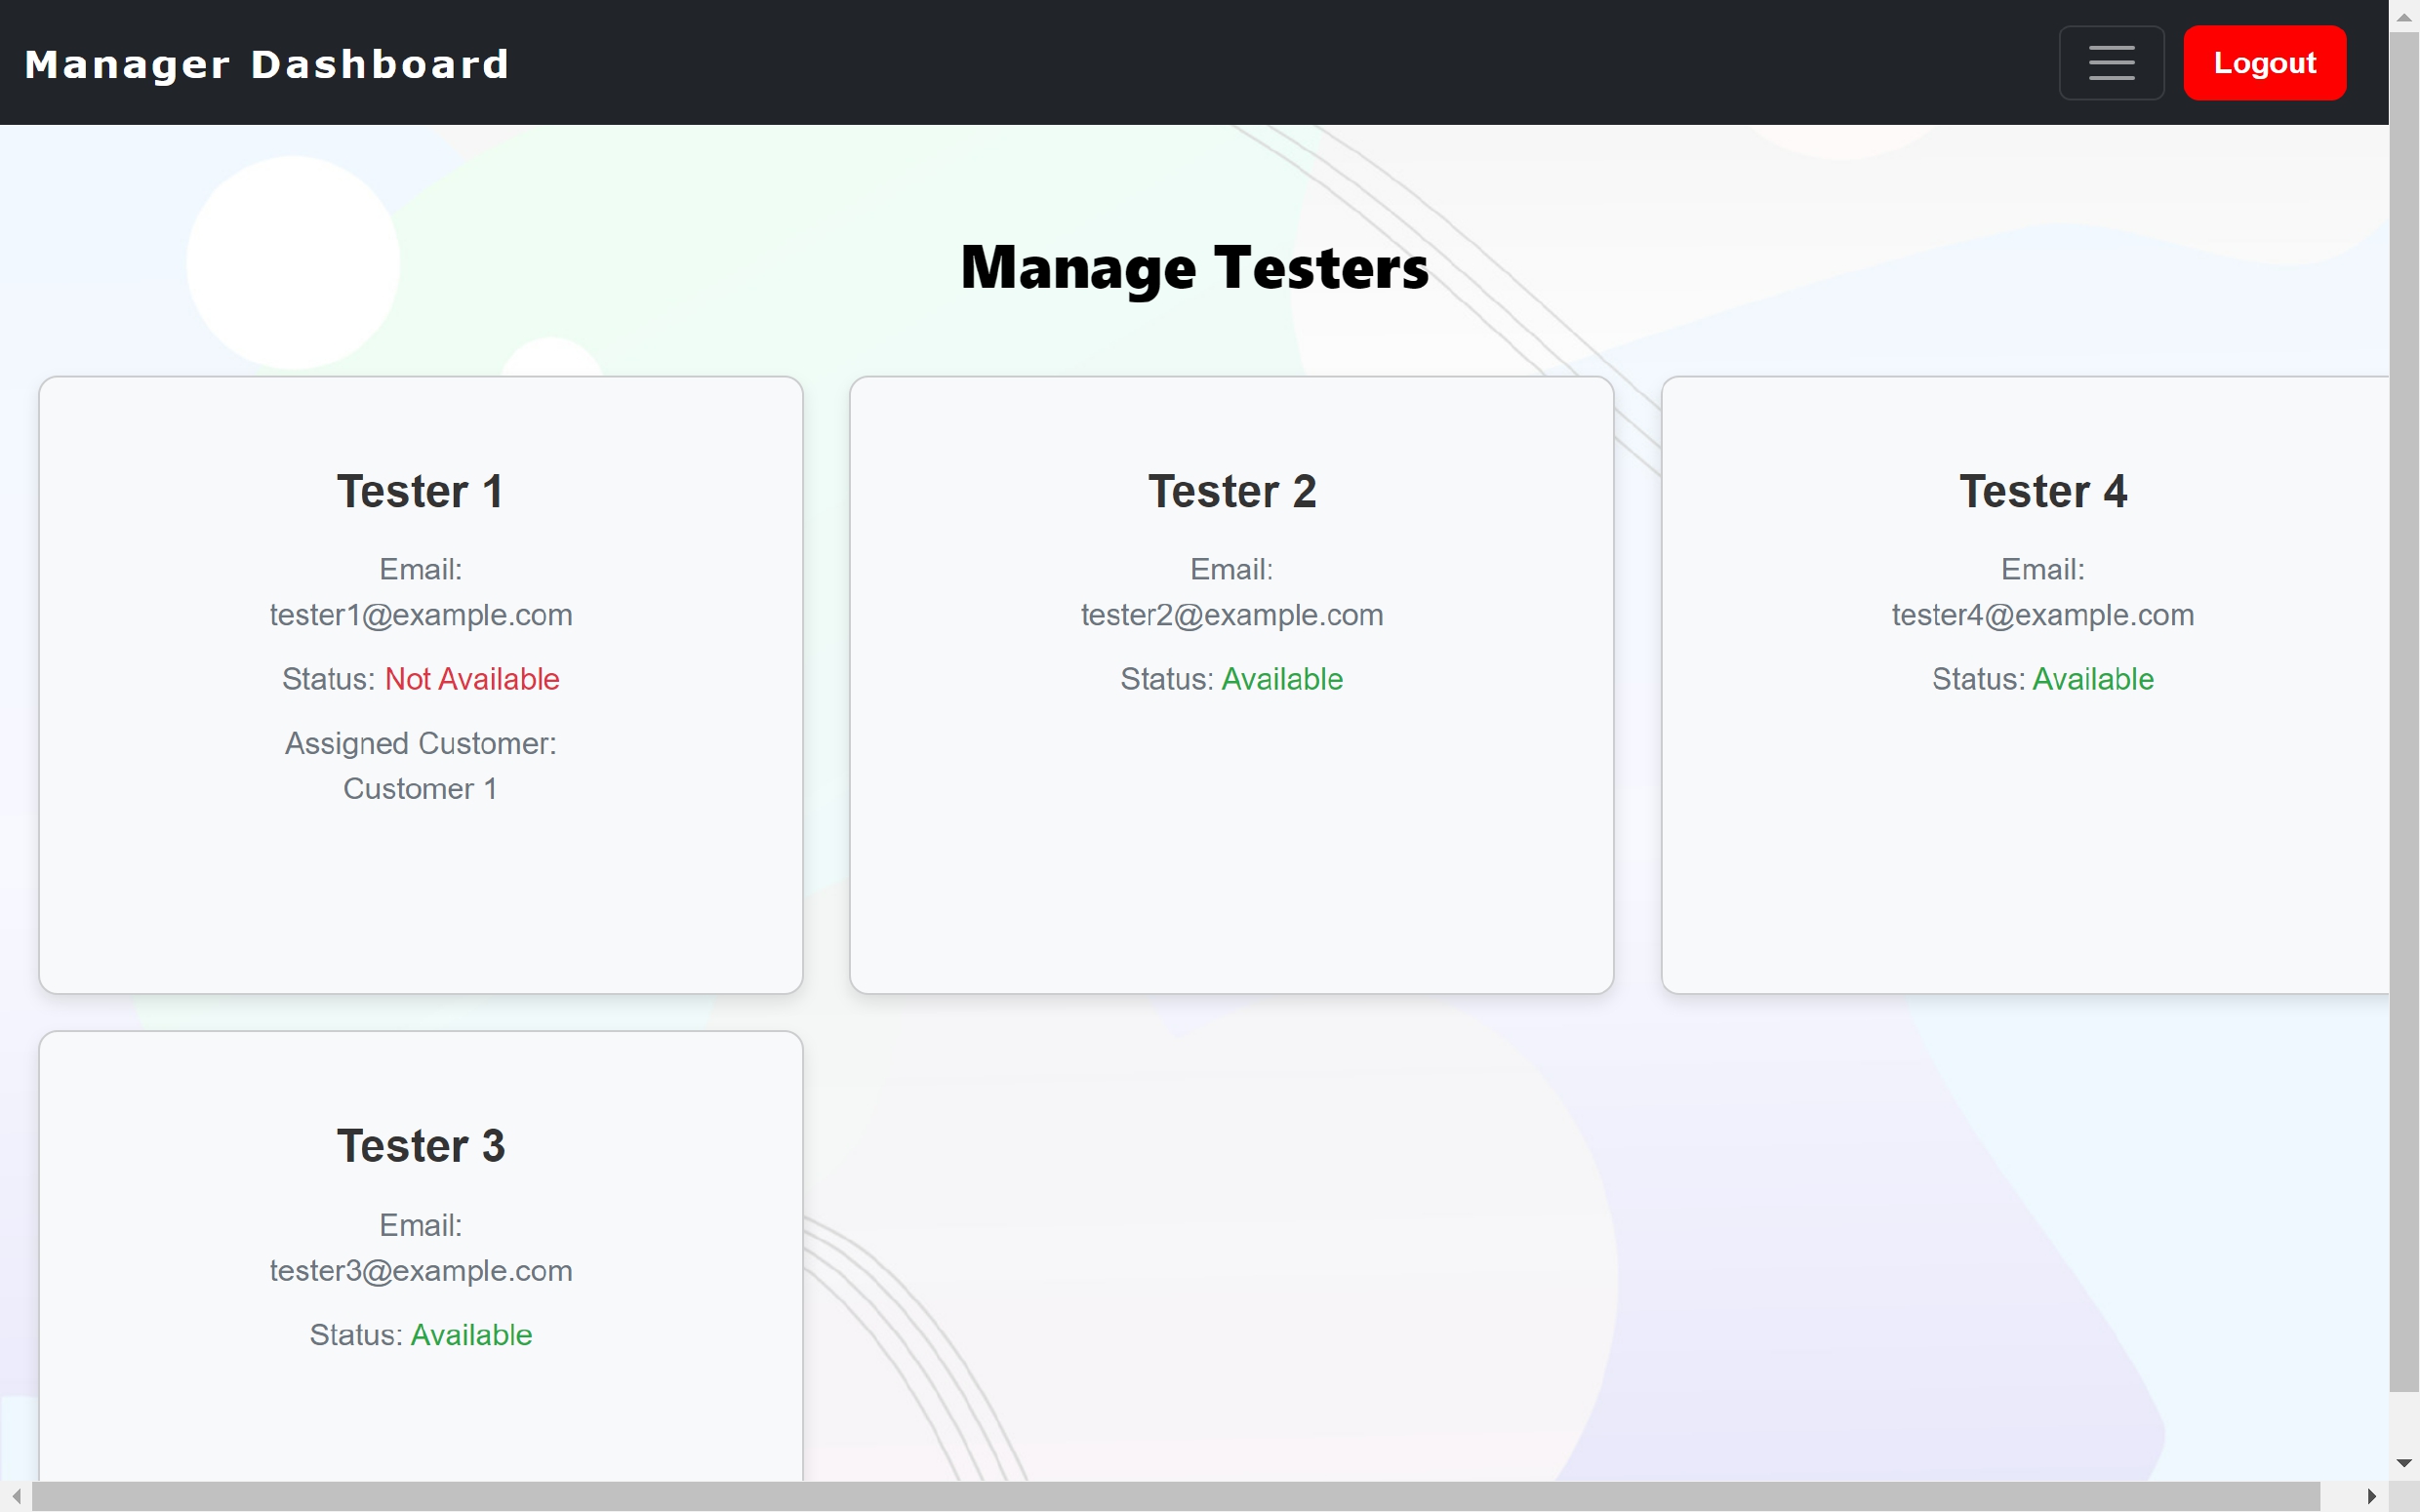 Manager Dashboard
Logout
Manage Testers
Tester 1
Email:
tester1@example.com
Status: Not Available
Assigned Customer:
Customer 1
Tester 2
Email:
tester2@example.com
Status: Available
Tester 4
Email:
tester4@example.com
Status: Available
Tester 3
Email:
tester3@example.com
Status: Available